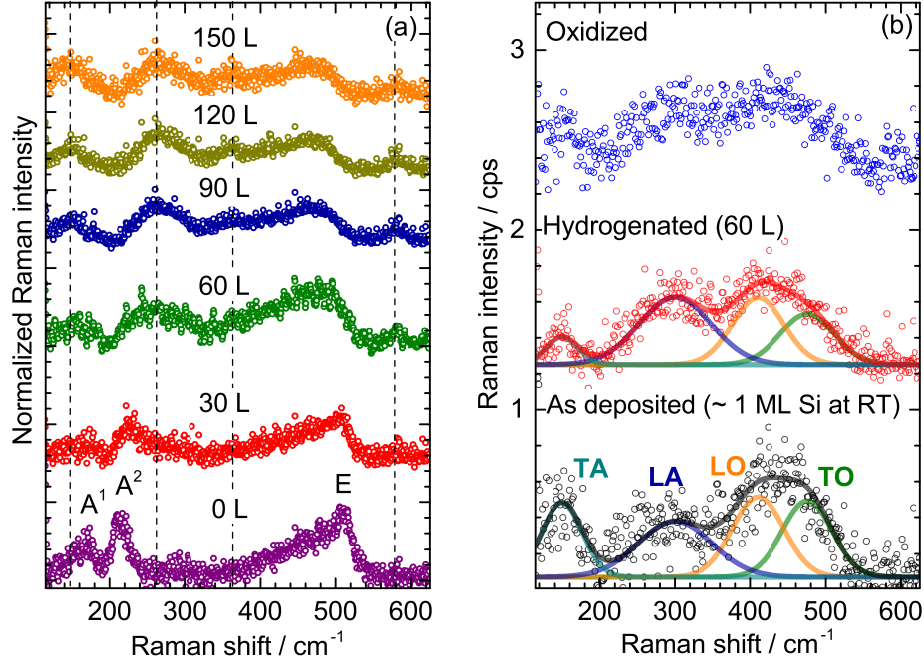 (a)
150 L
120 L
90 L
60 L
30 L
0 L
A¹
A²
E
Normalized Raman intensity
200
300
400
500
600
Raman shift / cm⁻¹
(b)
Oxidized
Hydrogenated (60 L)
As deposited (~ 1 ML Si at RT)
TA
LA
LO
TO
3
2
1
Raman intensity / cps
200
300
400
500
600
Raman shift / cm⁻¹